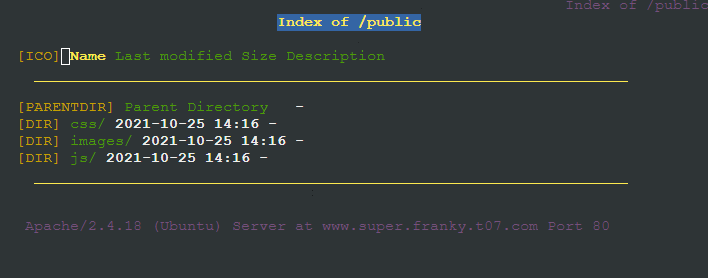 Index of /public
Index of /public
[ICO] Name Last modified Size Description
[PARENTDIR] Parent Directory -
[DIR] css/ 2021-10-25 14:16 -
[DIR] images/ 2021-10-25 14:16 -
[DIR] js/ 2021-10-25 14:16 -
Apache/2.4.18 (Ubuntu) Server at www.super.franky.t07.com Port 80